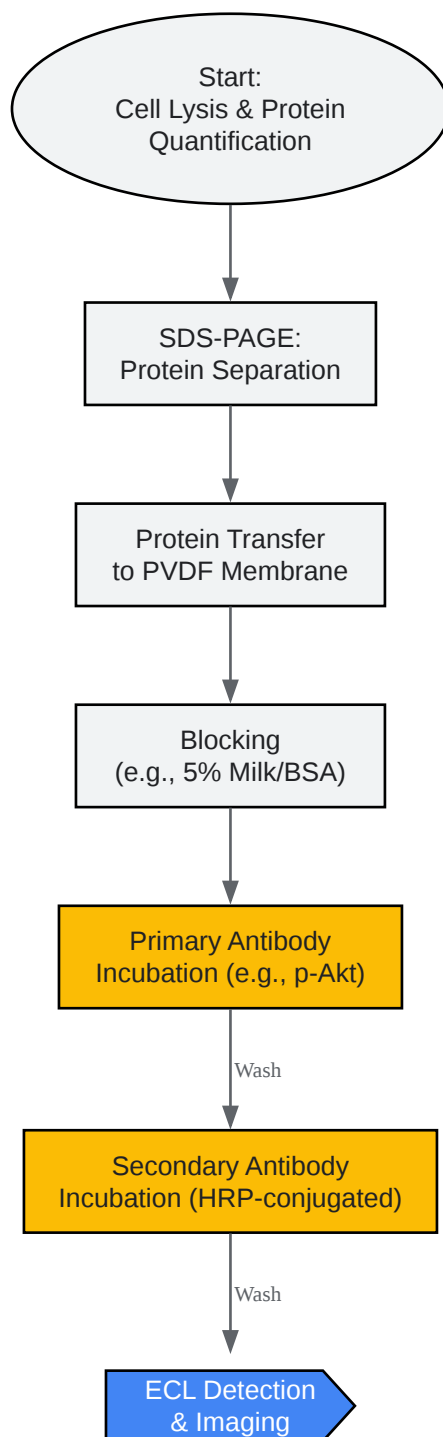 Start:
Cell Lysis & Protein
Quantification
SDS-PAGE:
Protein Separation
Protein Transfer
to PVDF Membrane
Blocking
(e.g., 5% Milk/BSA)
Primary Antibody
Incubation (e.g., p-Akt)
Wash
Secondary Antibody
Incubation (HRP-conjugated)
Wash
ECL Detection
& Imaging